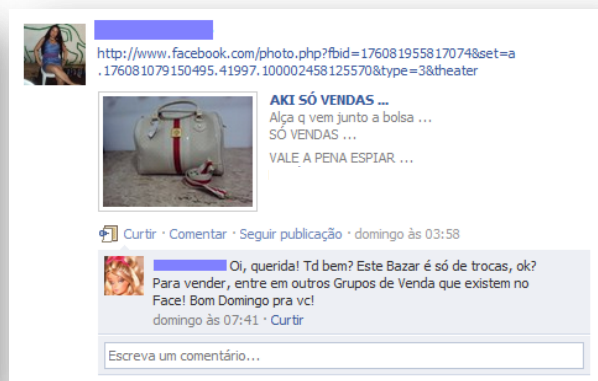 http://www.facebook.com/photo.php?fbid=176081955817074&set=a
.176081079150495.41997.100002458125570&type=3&theater
AKI SÓ VENDAS ...
Alça q vem junto a bolsa ...
SÓ VENDAS ...
VALE A PENA ESPIAR ...
Curtir · Comentar · Seguir publicação · domingo às 03:58
Oi, querida! Td bem? Este Bazar é só de trocas, ok?
Para vender, entre em outros Grupos de Venda que existem no
Face! Bom Domingo pra vc!
domingo às 07:41 · Curtir
Escreva um comentário...